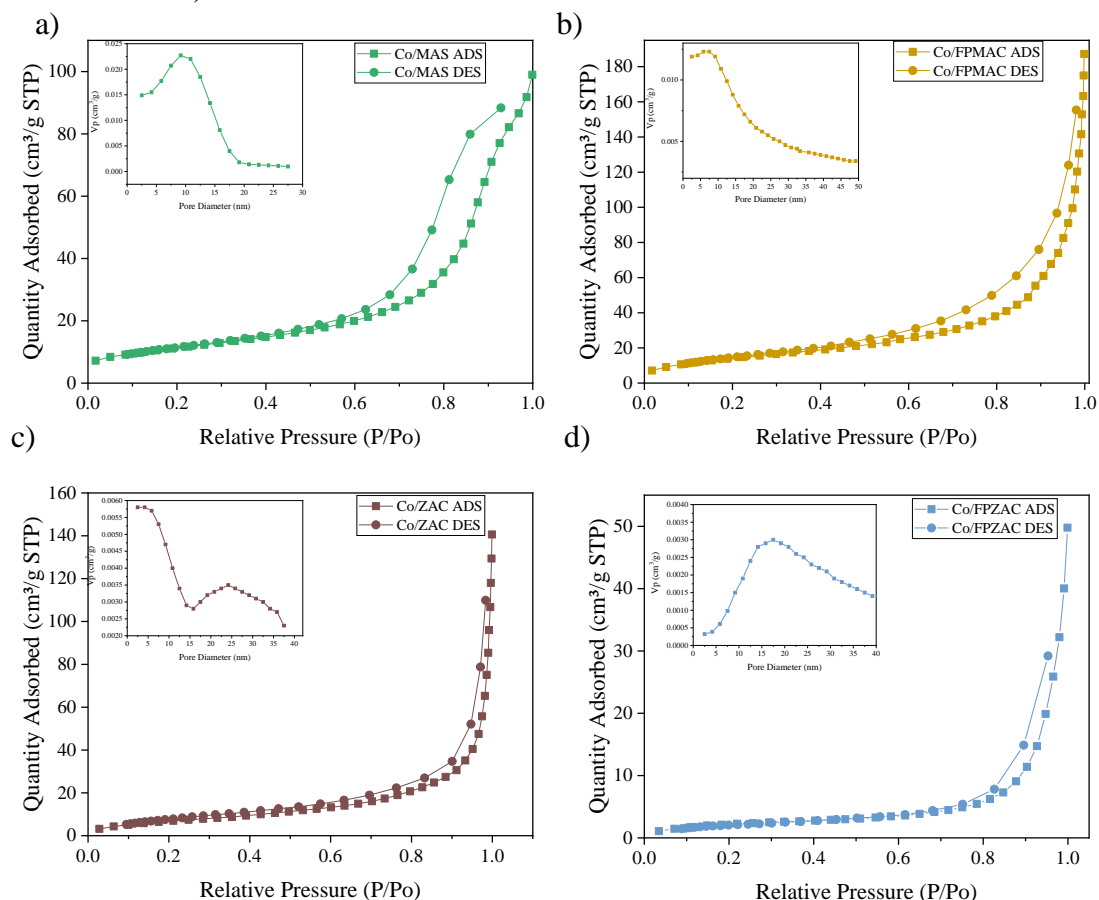 a)
Co/MAS ADS
Co/MAS DES
Quantity Adsorbed (cm³/g STP)
100
80
60
40
20
0
0.0 0.2 0.4 0.6 0.8 1.0
Relative Pressure (P/Po)
Vp (cm³/g)
0.025
0.020
0.015
0.010
0.005
0.000
0 5 10 15 20 25 30
Pore Diameter (nm)
b)
Co/FPMAC ADS
Co/FPMAC DES
Quantity Adsorbed (cm³/g STP)
180
160
140
120
100
80
60
40
20
0
0.0 0.2 0.4 0.6 0.8 1.0
Relative Pressure (P/Po)
Vp (cm³/g)
0.010
0.005
0 5 10 15 20 25 30 35 40 45 50
Pore Diameter (nm)
c)
Co/ZAC ADS
Co/ZAC DES
Quantity Adsorbed (cm³/g STP)
160
140
120
100
80
60
40
20
0
0.0 0.2 0.4 0.6 0.8 1.0
Relative Pressure (P/Po)
Vp (cm³/g)
0.0060
0.0055
0.0050
0.0045
0.0040
0.0035
0.0030
0.0025
0.0020
0 5 10 15 20 25 30 35 40
Pore Diameter (nm)
d)
Co/FPZAC ADS
Co/FPZAC DES
Quantity Adsorbed (cm³/g STP)
50
40
30
20
10
0
0.0 0.2 0.4 0.6 0.8 1.0
Relative Pressure (P/Po)
Vp (cm³/g)
0.0040
0.0035
0.0030
0.0025
0.0020
0.0015
0.0010
0.0005
0.0000
0 5 10 15 20 25 30 35 40
Pore Diameter (nm)